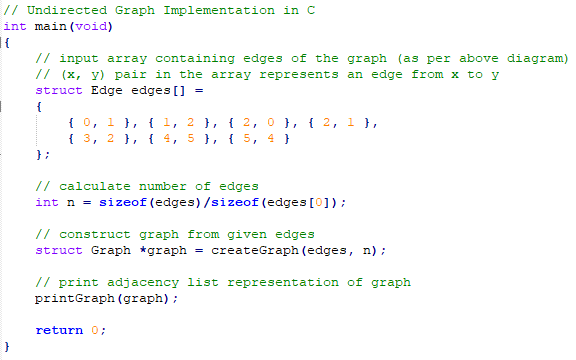 // Undirected Graph Implementation in C
int main(void)
{
// input array containing edges of the graph (as per above diagram)
// (x, y) pair in the array represents an edge from x to y
struct Edge edges[] =
{
{ 0, 1 }, { 1, 2 }, { 2, 0 }, { 2, 1 },
{ 3, 2 }, { 4, 5 }, { 5, 4 }
};
// calculate number of edges
int n = sizeof(edges)/sizeof(edges[0]);
// construct graph from given edges
struct Graph *graph = createGraph(edges, n);
// print adjacency list representation of graph
printGraph(graph);
return 0;
}